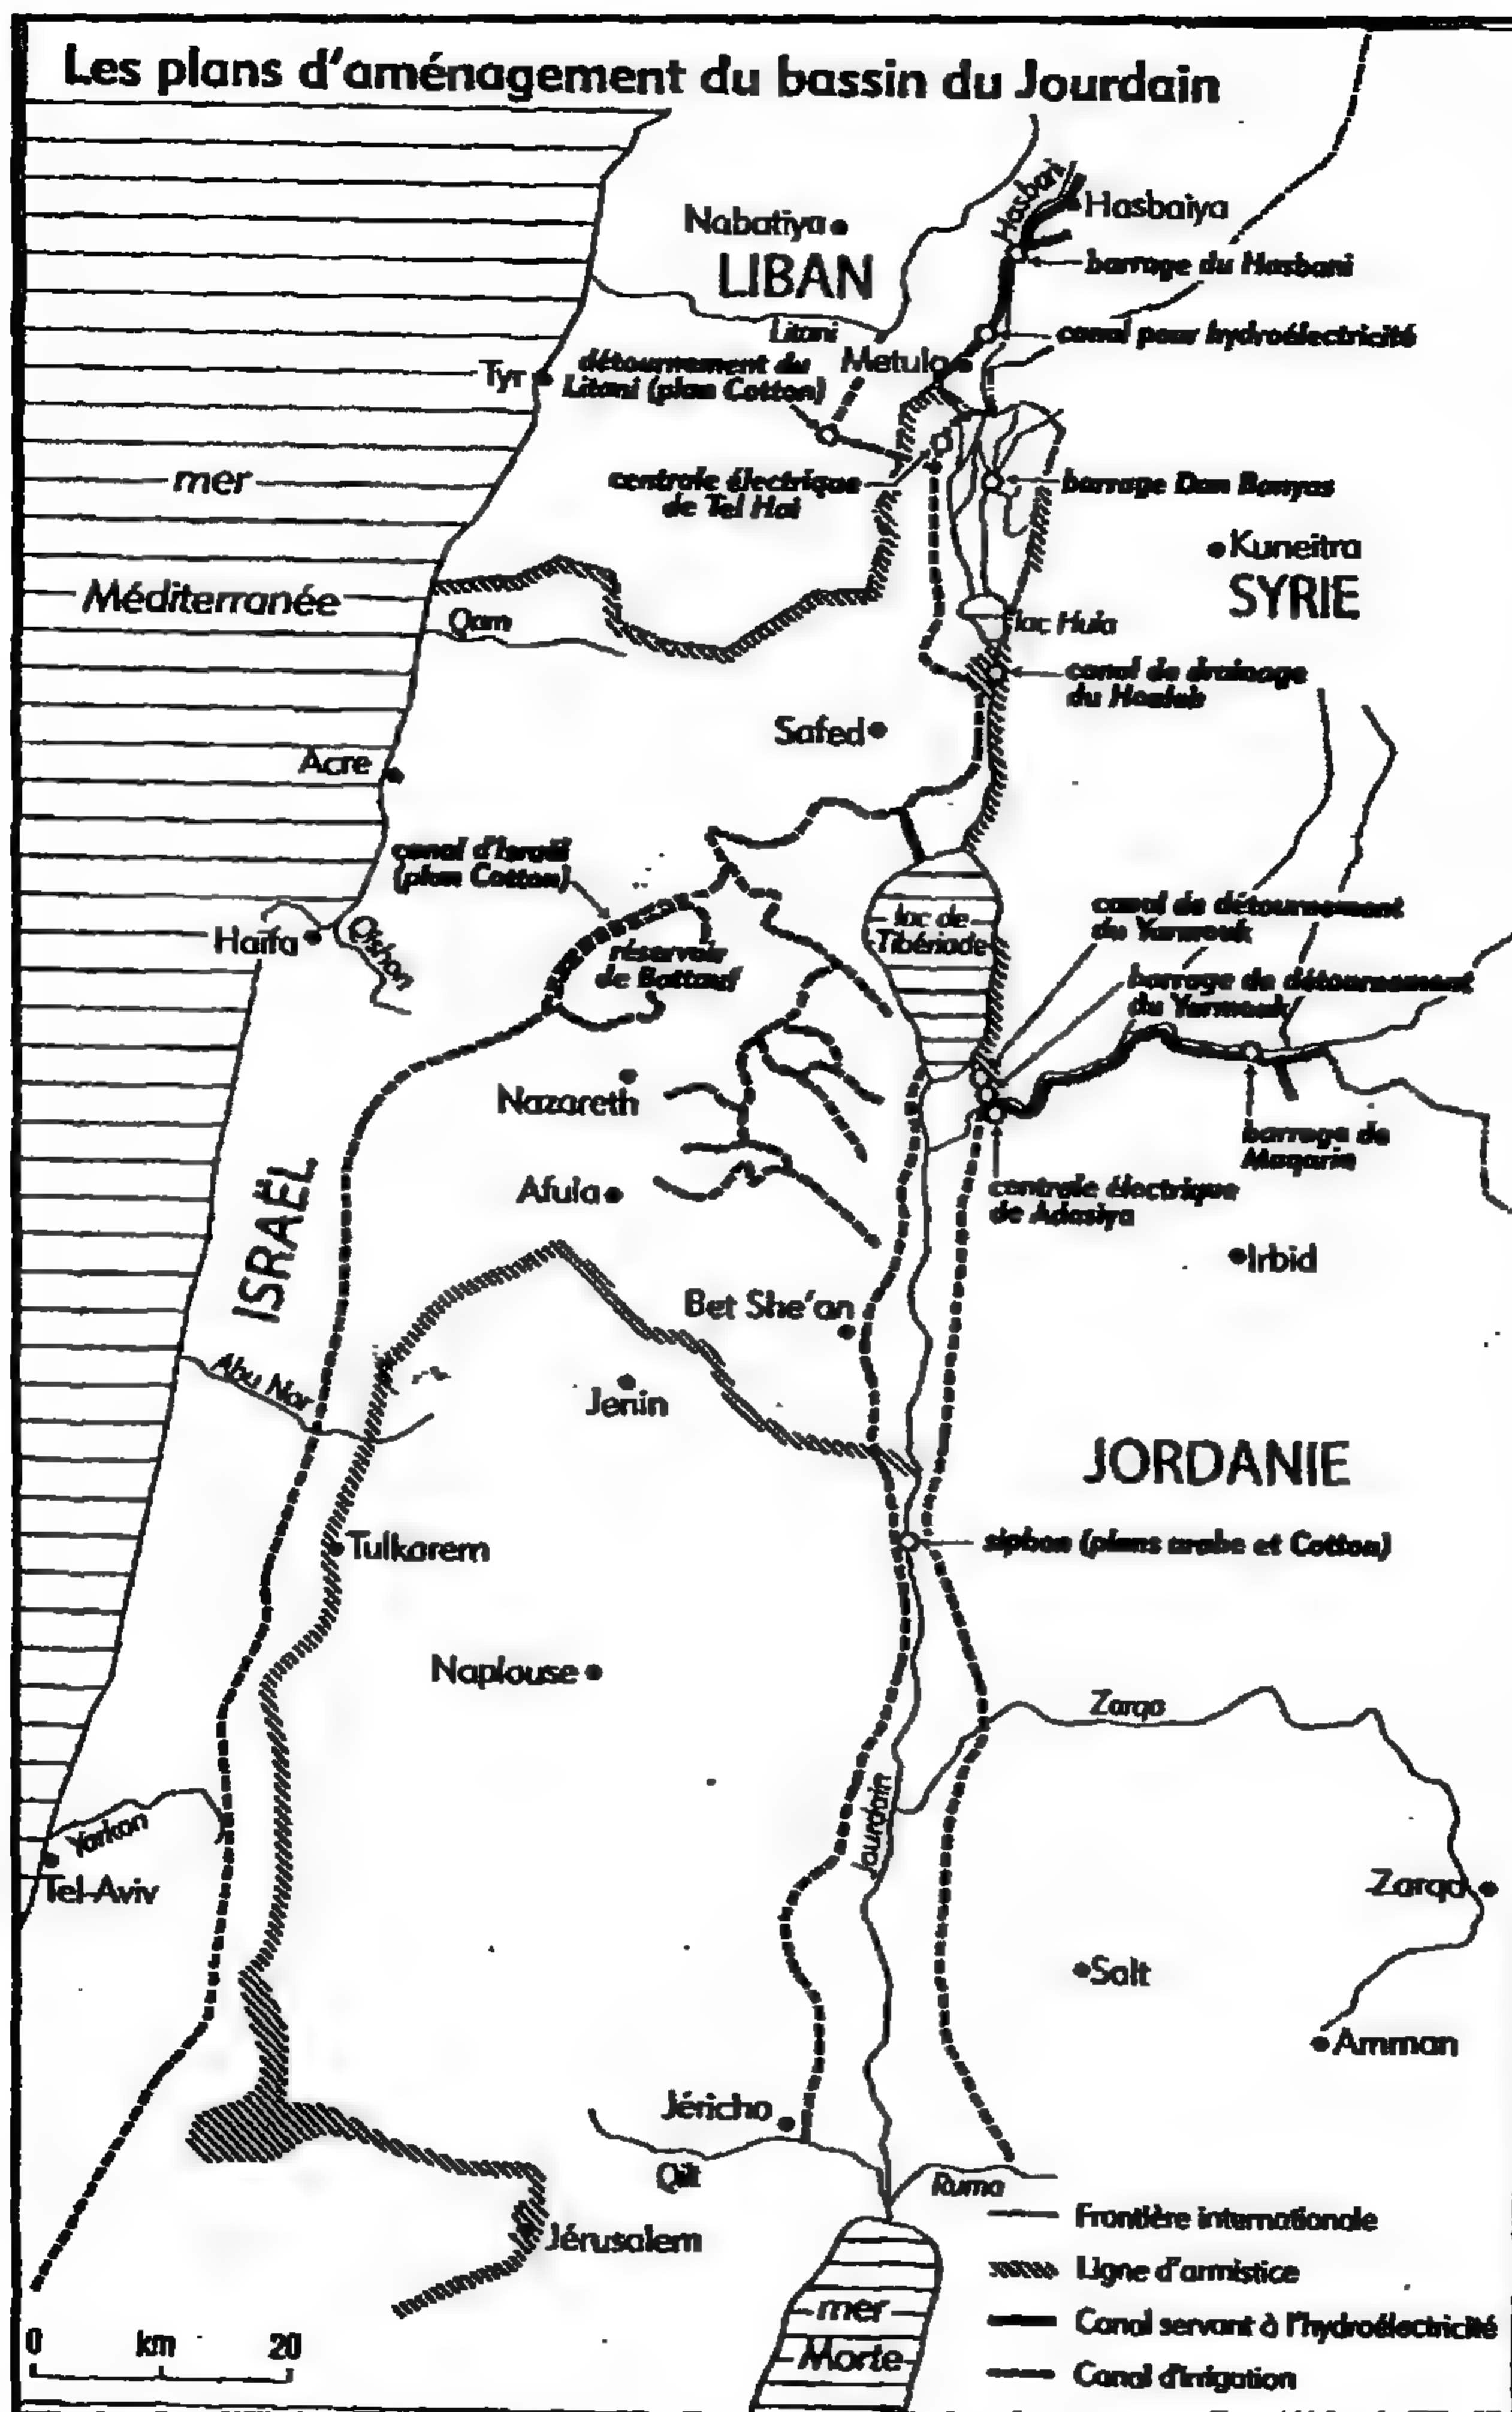 Les plans d'aménagement du bassin du Jourdain
Hasbani
Hasbaiya
Nabatiya
LIBAN
barrage du Hasbani
Litani
canal pour hydroélectricité
Metula
Tyr
détournement du
Litani (plan Cotton)
centrale électrique
de Tel Hai
barrage Dan Banyas
mer
Kuneitra
SYRIE
Méditerranée
Qarn
lac Hula
canal de drainage
du Houleh
Safed
Acre
canal d'Israël
(plan Cotton)
lac de
Tibériade
canal de détournement
du Yarmouk
Haïfa
Qishon
réservoir
de Battauf
barrage de détournement
du Yarmouk
Nazareth
barrage de
Maqarin
Afula
centrale électrique
de Adasiya
ISRAËL
Irbid
Bet She'an
Abu Nar
Jenin
JORDANIE
Tulkarem
siphon (plans arabe et Cotton)
Naplouse
Zarqa
Jourdain
Yarkon
Tel-Aviv
Zarqa
Salt
Amman
Jéricho
Qilt
Ruma
Jérusalem
mer
Morte
Frontière internationale
Ligne d'armistice
Canal servant à l'hydroélectricité
Canal d'irrigation
0 km 20